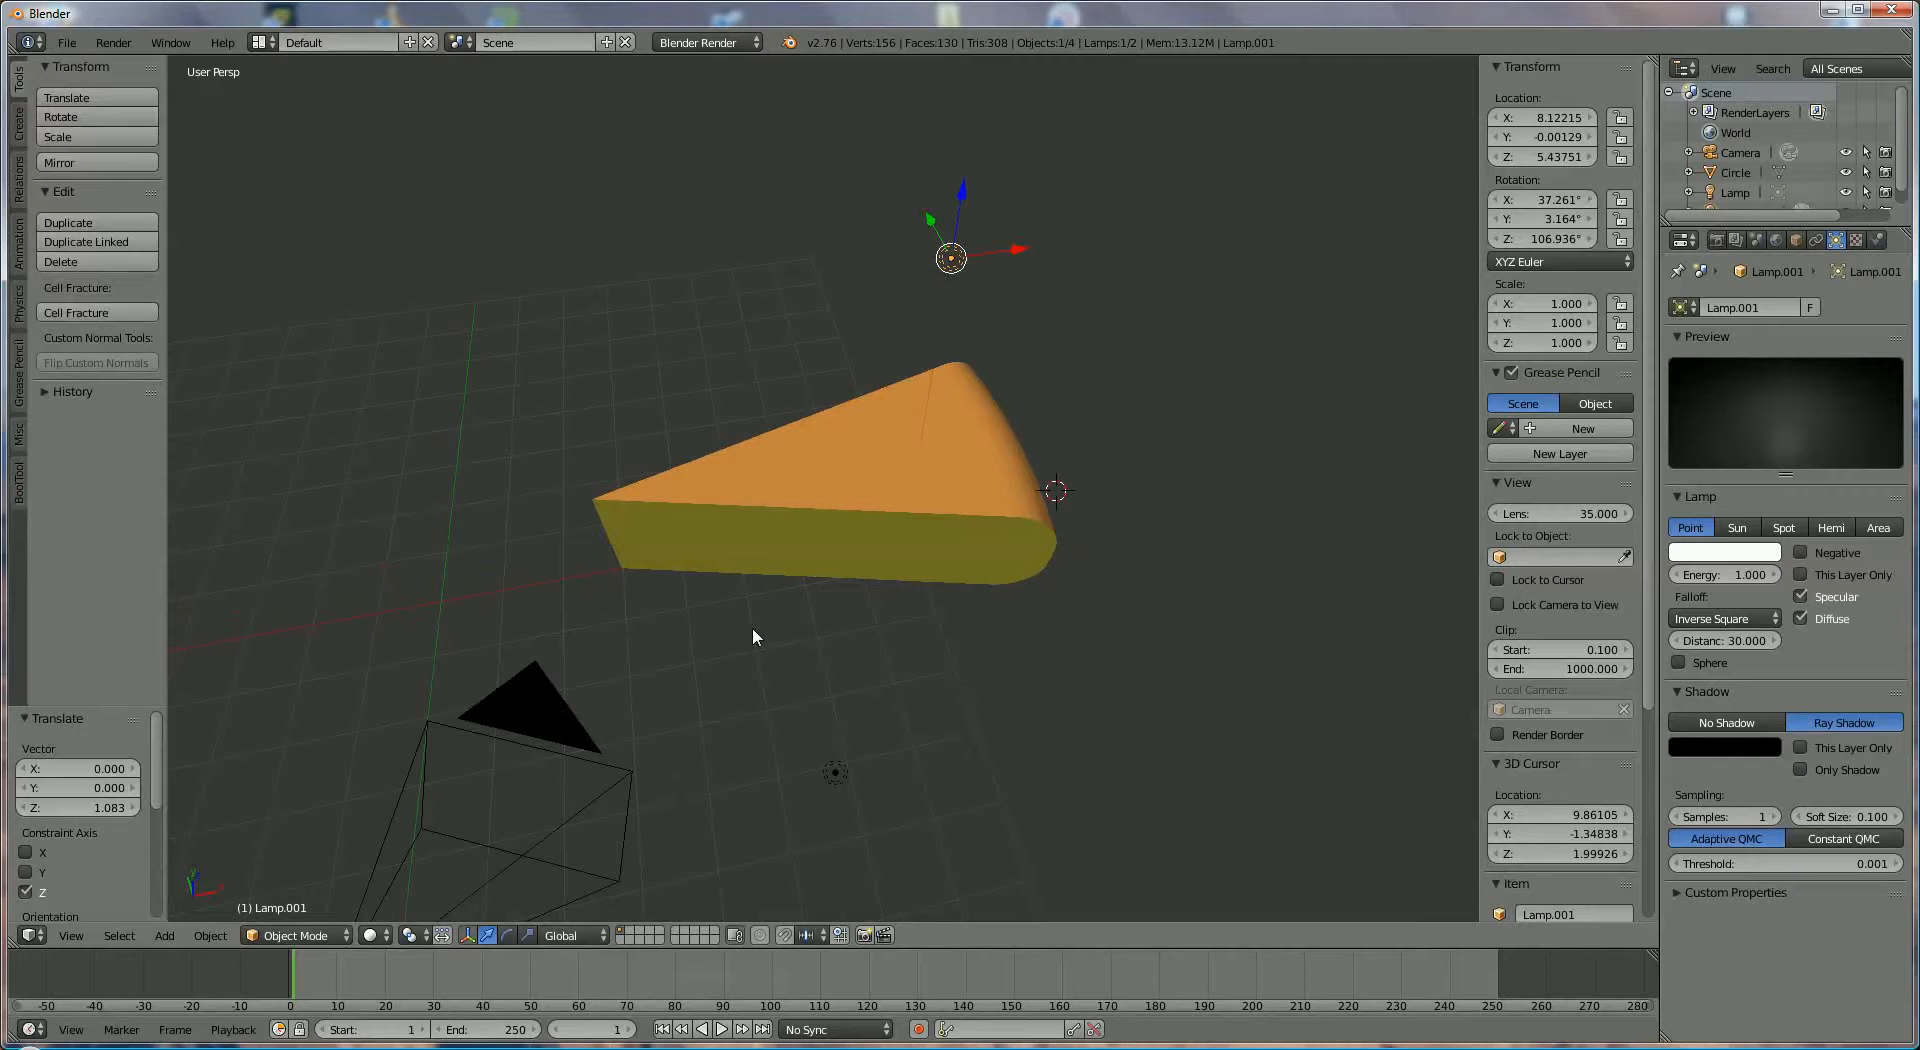 Blender
File Render Window Help Default Scene Blender Render v2.76 | Verts:156 | Faces:130 | Tris:308 | Objects:1/4 | Lamps:1/2 | Mem:13.12M | Lamp.001
Tools
Create
Relations
Animation
Physics
Grease Pencil
Misc
BoolTool
Transform
Translate
Rotate
Scale
Mirror
Edit
Duplicate
Duplicate Linked
Delete
Cell Fracture:
Cell Fracture
Custom Normal Tools:
Flip Custom Normals
History
Translate
Vector
X: 0.000
Y: 0.000
Z: 1.083
Constraint Axis
X
Y
Z
Orientation
User Persp
(1) Lamp.001
Transform
Location:
X: 8.12215
Y: -0.00129
Z: 5.43751
Rotation:
X: 37.261°
Y: 3.164°
Z: 106.936°
XYZ Euler
Scale:
X: 1.000
Y: 1.000
Z: 1.000
Grease Pencil
Scene Object
New
New Layer
View
Lens: 35.000
Lock to Object:
Lock to Cursor
Lock Camera to View
Clip:
Start: 0.100
End: 1000.000
Local Camera:
Camera
Render Border
3D Cursor
Location:
X: 9.86105
Y: -1.34838
Z: 1.99926
Item
Lamp.001
View Search All Scenes
Scene
RenderLayers
World
Camera
Circle
Lamp
Lamp.001 Lamp.001
Lamp.001 F
Preview
Lamp
Point Sun Spot Hemi Area
Negative
Energy: 1.000 This Layer Only
Falloff: Specular
Inverse Square Diffuse
Distanc: 30.000
Sphere
Shadow
No Shadow Ray Shadow
This Layer Only
Only Shadow
Sampling:
Samples: 1 Soft Size: 0.100
Adaptive QMC Constant QMC
Threshold: 0.001
Custom Properties
View Select Add Object Object Mode Global
-50 -40 -30 -20 -10 0 10 20 30 40 50 60 70 80 90 100 110 120 130 140 150 160 170 180 190 200 210 220 230 240 250 260 270 280
View Marker Frame Playback Start: 1 End: 250 1 No Sync